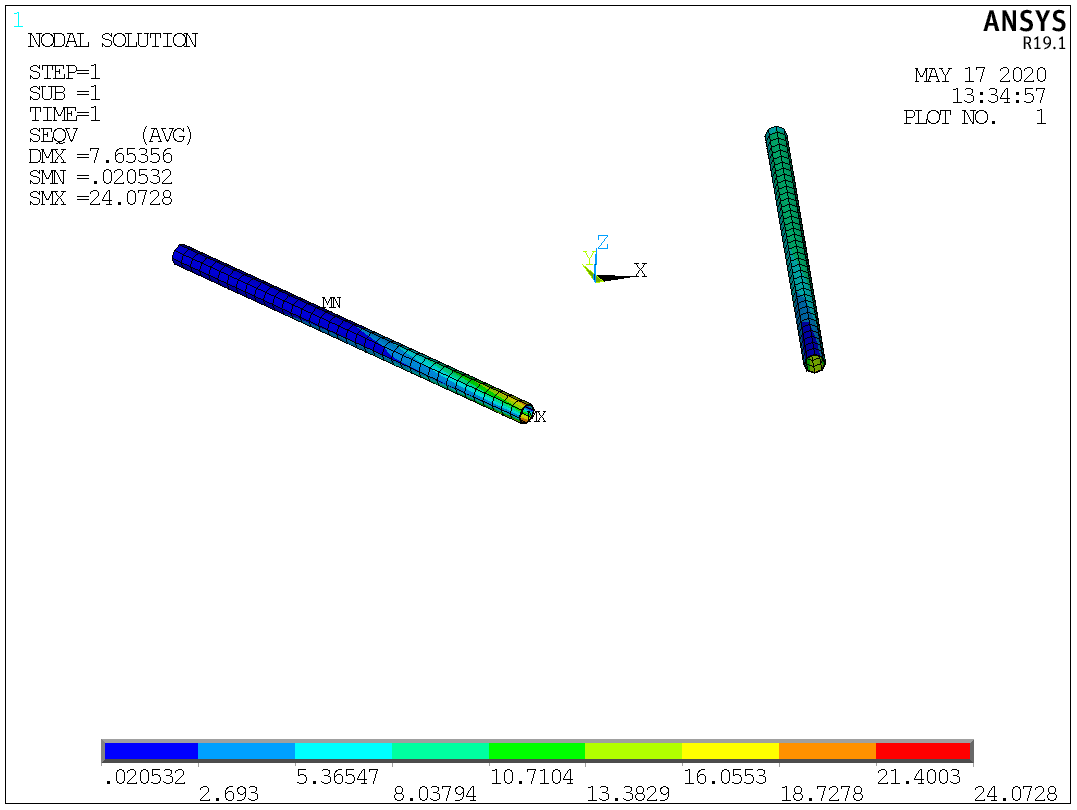 1
NODAL SOLUTION
STEP=1
SUB =1
TIME=1
SEQV (AVG)
DMX =7.65356
SMN =.020532
SMX =24.0728
ANSYS
R19.1
MAY 17 2020
13:34:57
PLOT NO. 1
Z
Y
X
MN
MX
.020532
2.693
5.36547
8.03794
10.7104
13.3829
16.0553
18.7278
21.4003
24.0728